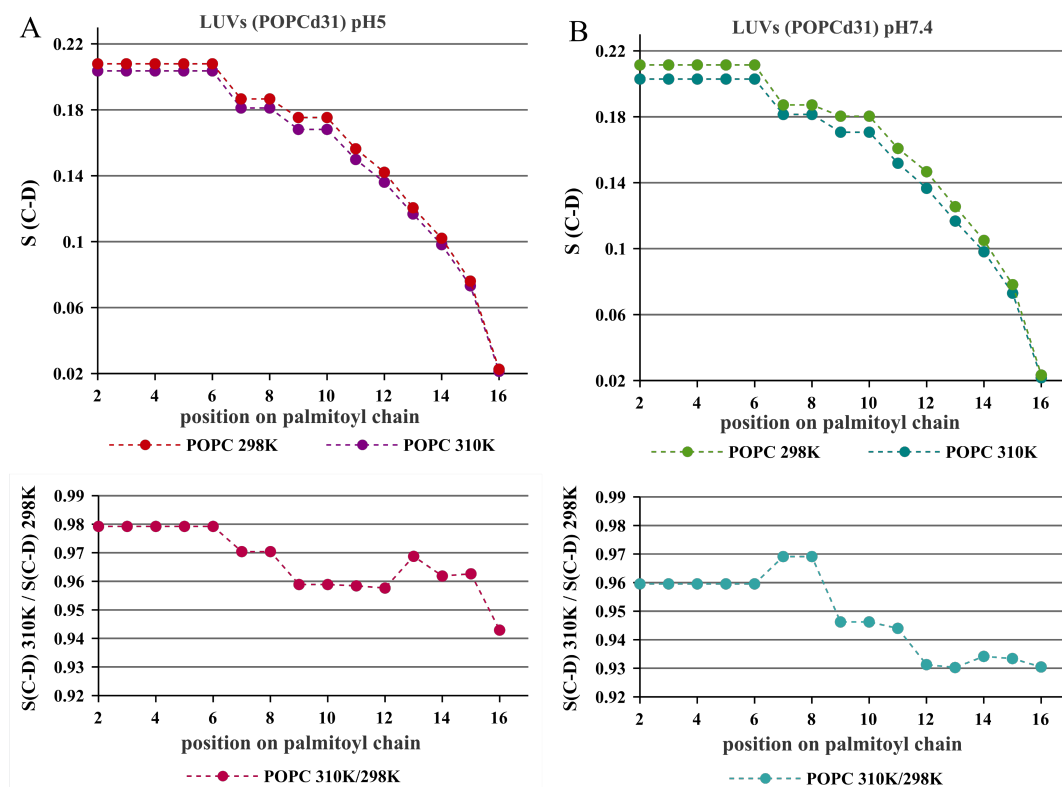 A
LUVs (POPCd31) pH5
0.22
0.18
0.14
0.1
0.06
0.02
S (C-D)
2 4 6 8 10 12 14 16
position on palmitoyl chain
POPC 298K POPC 310K
B
LUVs (POPCd31) pH7.4
0.22
0.18
0.14
0.1
0.06
0.02
S (C-D)
2 4 6 8 10 12 14 16
position on palmitoyl chain
POPC 298K POPC 310K
0.99
0.98
0.97
0.96
0.95
0.94
0.93
0.92
S(C-D) 310K / S(C-D) 298K
2 4 6 8 10 12 14 16
position on palmitoyl chain
POPC 310K/298K
0.99
0.98
0.97
0.96
0.95
0.94
0.93
0.92
S(C-D) 310K / S(C-D) 298K
2 4 6 8 10 12 14 16
position on palmitoyl chain
POPC 310K/298K